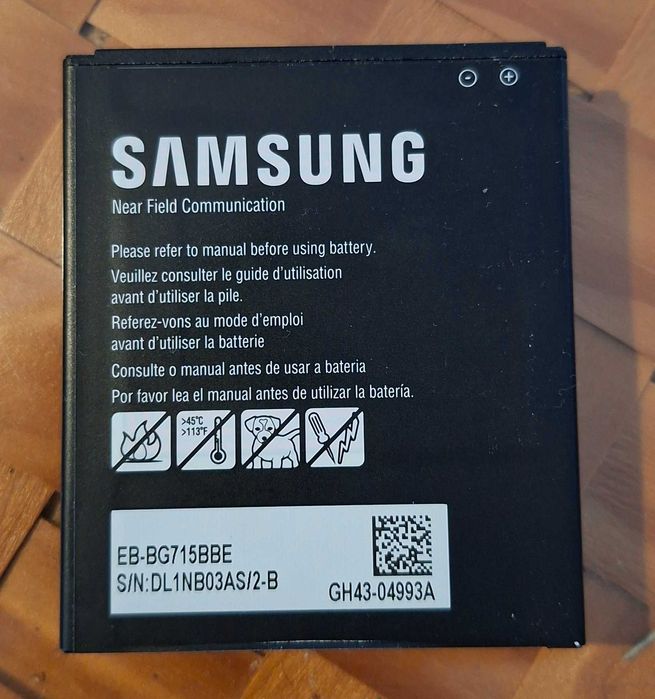 SAMSUNG
Near Field Communication
Please refer to manual before using battery.
Veuillez consulter le guide d'utilisation
avant d'utiliser la pile.
Referez-vons au mode d'emploi
avant d'utiliser la batterie
Consulte o manual antes de usar a bateria
Por favor lea el manual antes de utilizar la batería.
>45°C
>113°F
EB-BG715BBE
S/N:DL1NB03AS/2-B
GH43-04993A